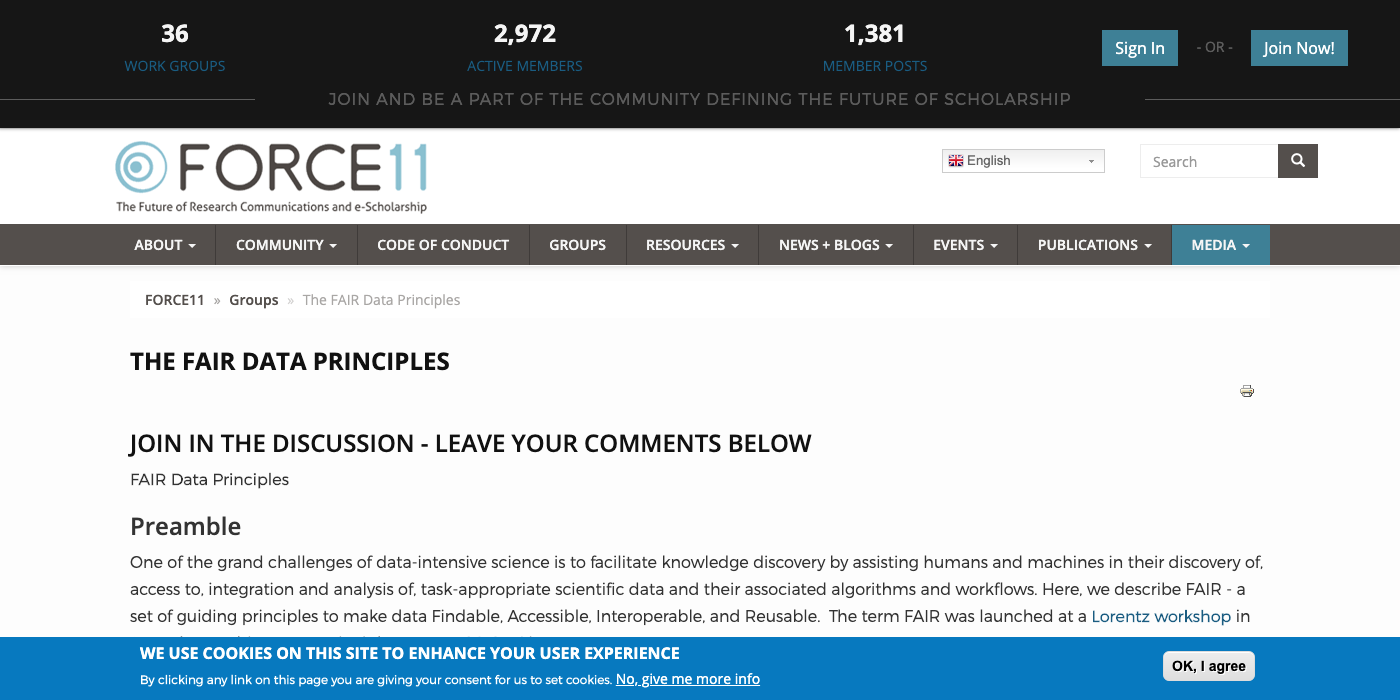 36
WORK GROUPS
2,972
ACTIVE MEMBERS
1,381
MEMBER POSTS
Sign In
- OR -
Join Now!
JOIN AND BE A PART OF THE COMMUNITY DEFINING THE FUTURE OF SCHOLARSHIP
FORCE11
The Future of Research Communications and e-Scholarship
English
Search
ABOUT COMMUNITY CODE OF CONDUCT GROUPS RESOURCES NEWS + BLOGS EVENTS PUBLICATIONS MEDIA
FORCE11 » Groups » The FAIR Data Principles
THE FAIR DATA PRINCIPLES
JOIN IN THE DISCUSSION - LEAVE YOUR COMMENTS BELOW
FAIR Data Principles
Preamble
One of the grand challenges of data-intensive science is to facilitate knowledge discovery by assisting humans and machines in their discovery of,
access to, integration and analysis of, task-appropriate scientific data and their associated algorithms and workflows. Here, we describe FAIR - a
set of guiding principles to make data Findable, Accessible, Interoperable, and Reusable.  The term FAIR was launched at a Lorentz workshop in
WE USE COOKIES ON THIS SITE TO ENHANCE YOUR USER EXPERIENCE
By clicking any link on this page you are giving your consent for us to set cookies. No, give me more info
OK, I agree